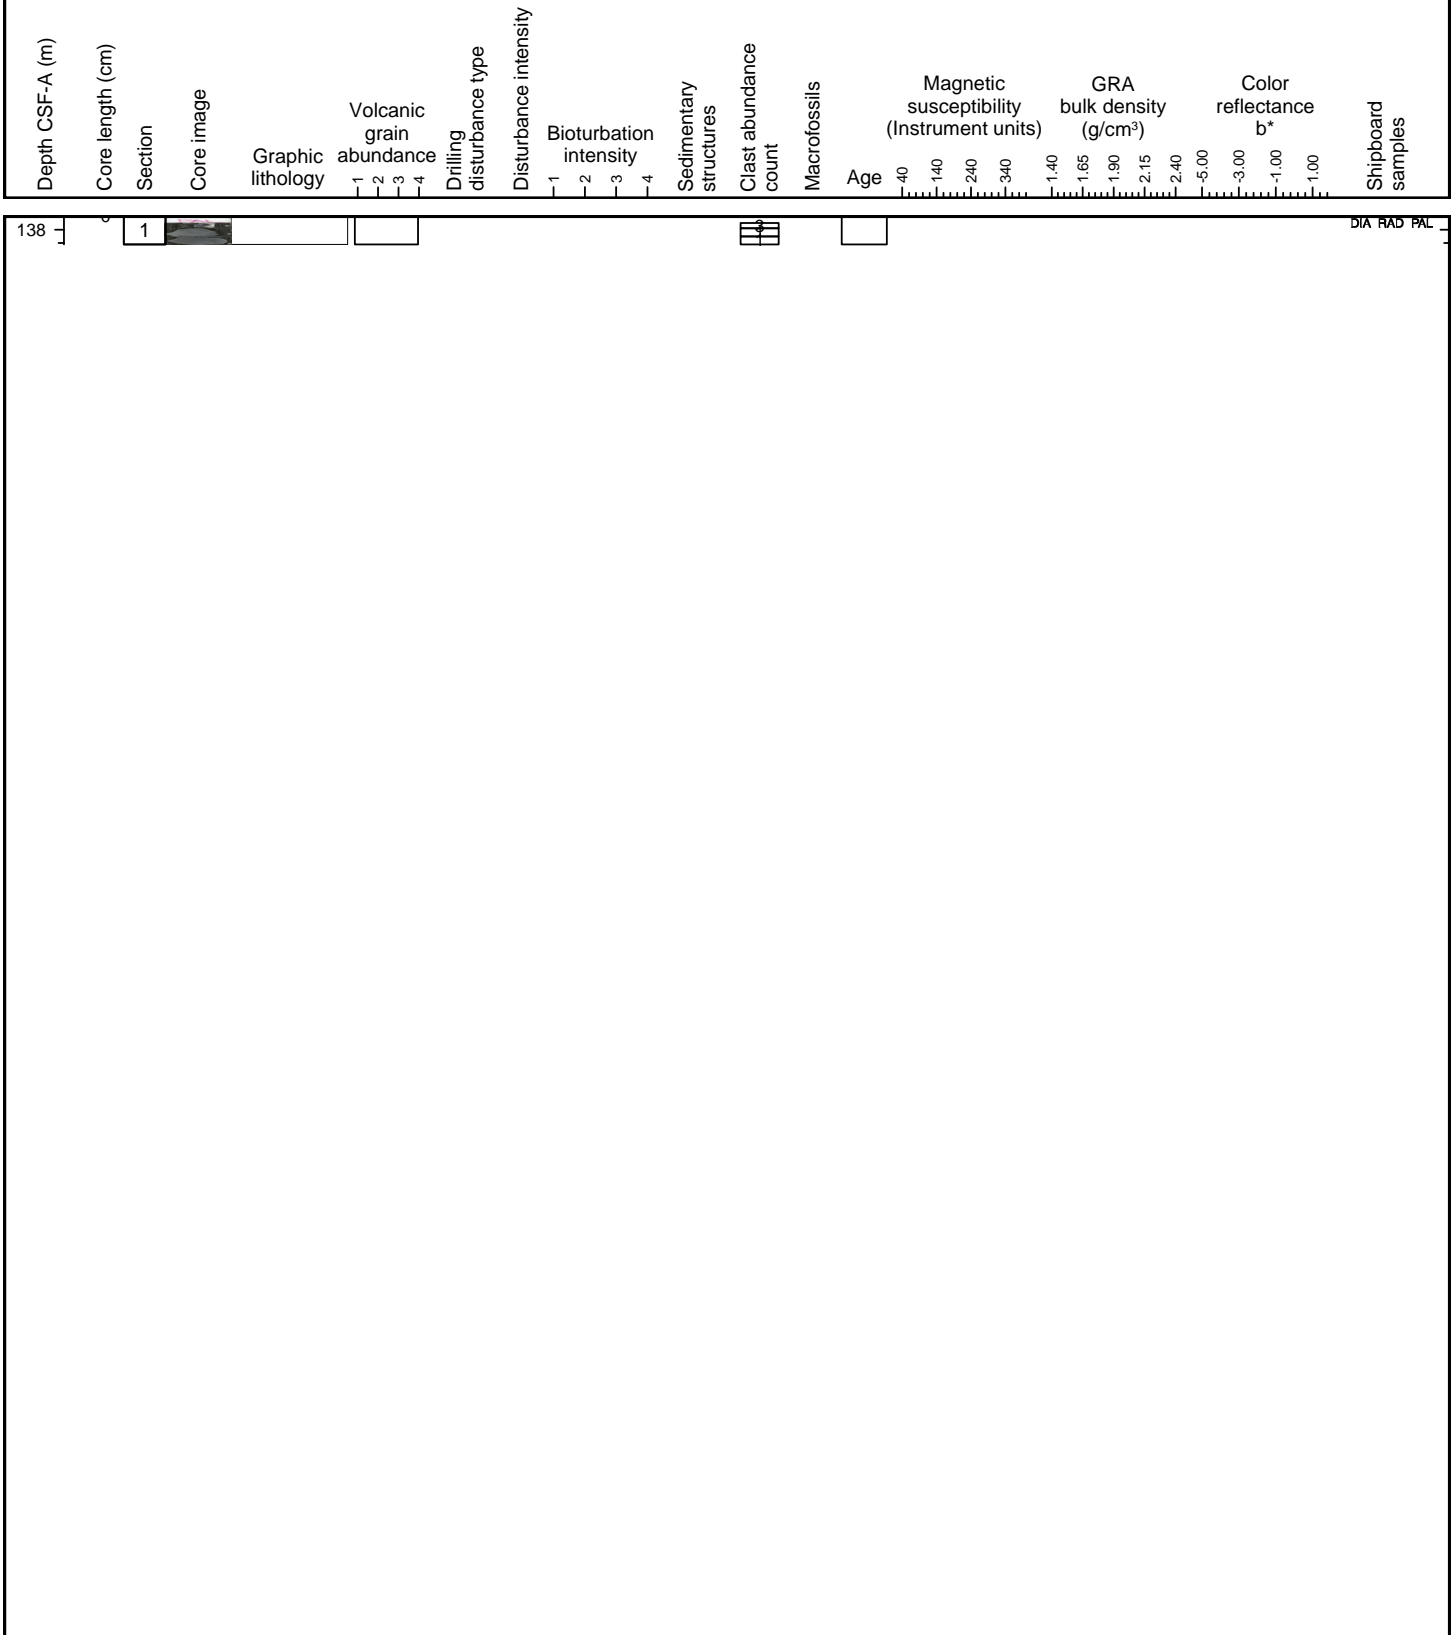 Depth CSF-A (m)
Core length (cm)
Section
Core image
Graphic
lithology
Volcanic
grain
abundance
1 2 3 4
Drilling
disturbance type
Disturbance intensity
Bioturbation
intensity
1 2 3 4
Sedimentary
structures
Clast abundance
count
Macrofossils
Age
Magnetic
susceptibility
(Instrument units)
40 140 240 340
GRA
bulk density
(g/cm³)
1.40 1.65 1.90 2.15 2.40
Color
reflectance
b*
-5.00 -3.00 -1.00 1.00
Shipboard
samples
138
1
DIA RAD PAL